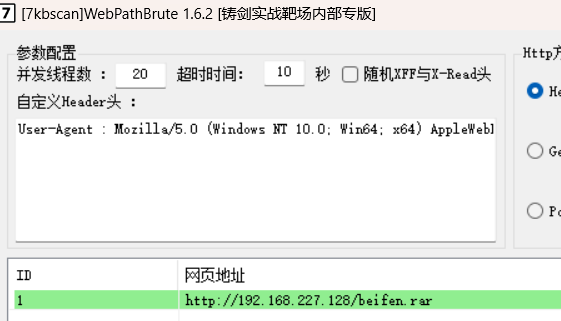 7 [7kbscan]WebPathBrute 1.6.2 [铸剑实战靶场内部专版]
参数配置
Http方
并发线程数： 20 超时时间： 10 秒 随机XFF与X-Read头
自定义Header头 ：
He
User-Agent : Mozilla/5.0 (Windows NT 10.0; Win64; x64) AppleWeb
Ge
Po
ID 网页地址
1 http://192.168.227.128/beifen.rar